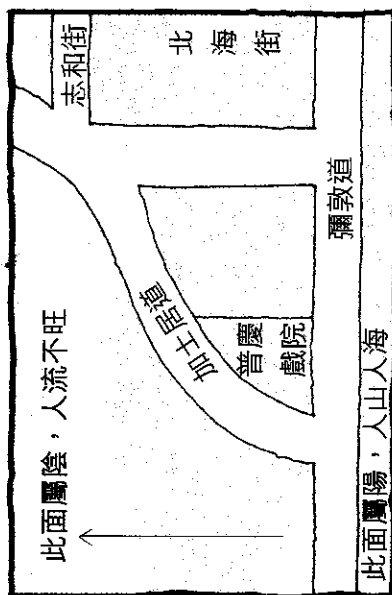 志和街
北海街
彌敦道
加士居道
普慶
戲院
此面屬陰，人流不旺
此面屬陽，人山人海